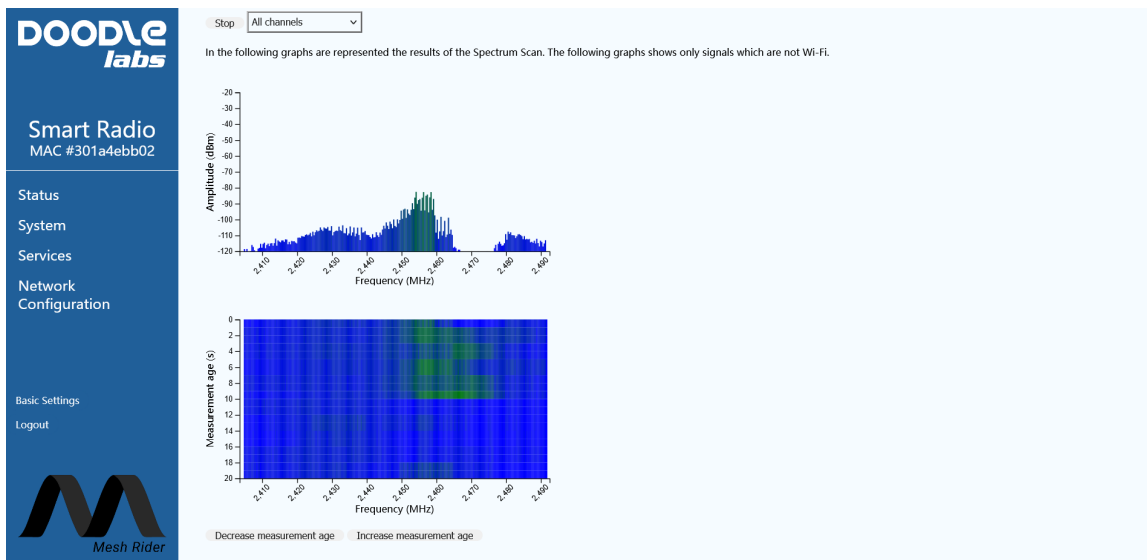 DOODLE
labs
Smart Radio
MAC #301a4ebb02
Status
System
Services
Network
Configuration
Basic Settings
Logout
Mesh Rider
Stop All channels
In the following graphs are represented the results of the Spectrum Scan. The following graphs shows only signals which are not Wi-Fi.
Amplitude (dBm)
-20
-30
-40
-50
-60
-70
-80
-90
-100
-110
-120
2,410 2,420 2,430 2,440 2,450 2,460 2,470 2,480 2,490
Frequency (MHz)
Measurement age (s)
0
2
4
6
8
10
12
14
16
18
20
2,410 2,420 2,430 2,440 2,450 2,460 2,470 2,480 2,490
Frequency (MHz)
Decrease measurement age Increase measurement age